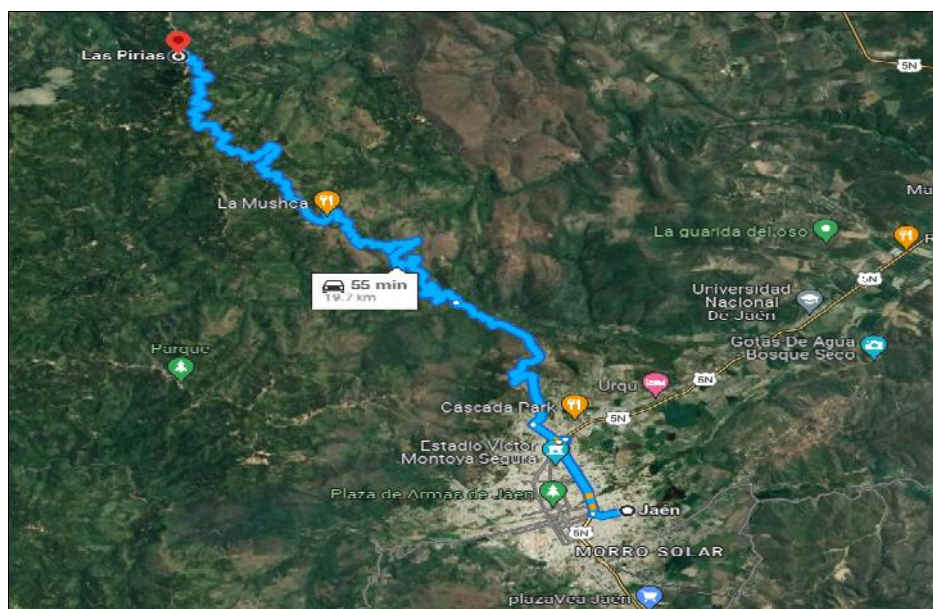 Las Pirias
5N
La Mushca
Ma
La guarida del oso
R
55 min
19.7 km
5N
Universidad
Nacional
De Jaén
Parque
Gotas De Agua
Bosque Seco
5N
Urqu
Cascada Park
5N
Estadio Víctor
Montoya Segura
Plaza de Armas de Jaén
Jaén
5N
MORRO SOLAR
plazaVea Jaén